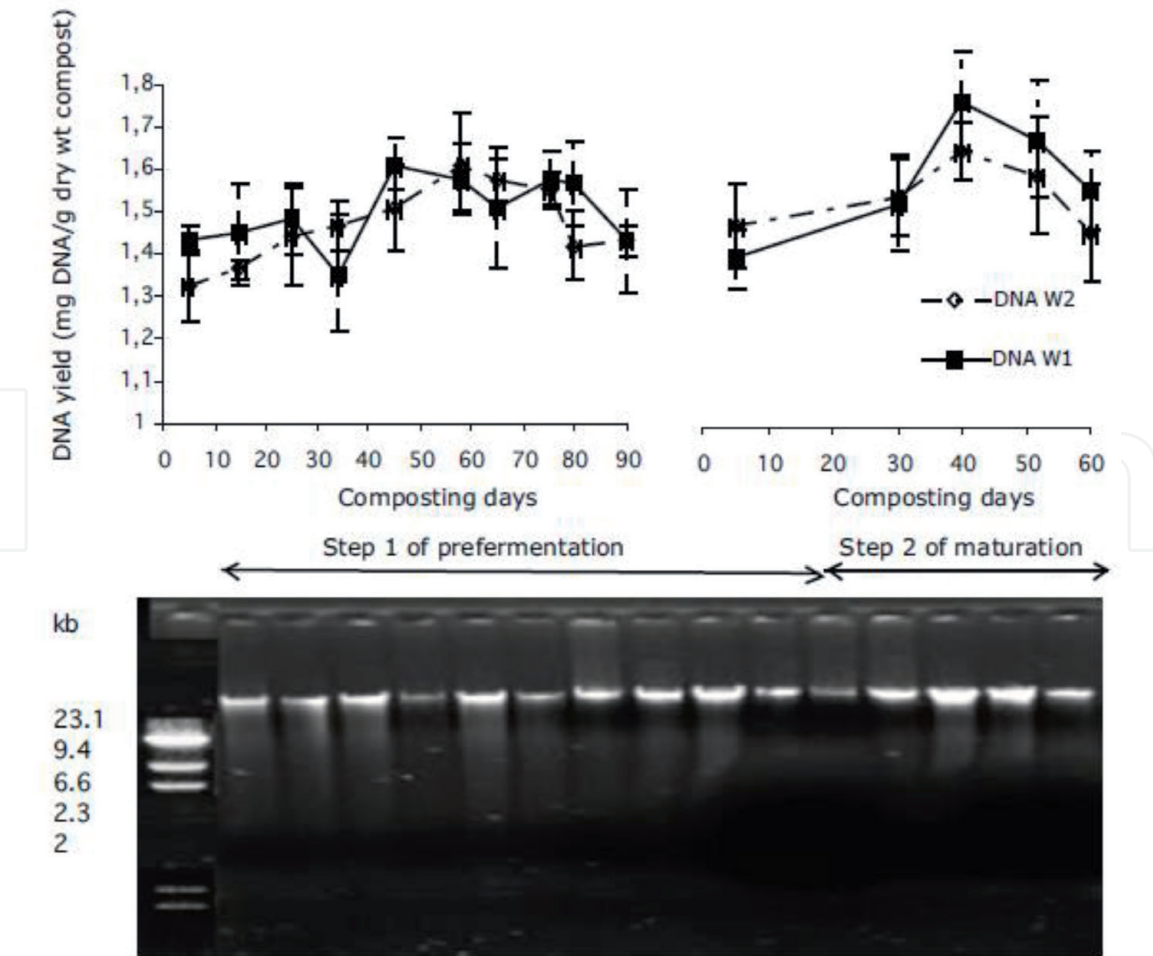 DNA yield (mg DNA/g dry wt compost)
1,8
1,7
1,6
1,5
1,4
1,3
1,2
1,1
1
0 10 20 30 40 50 60 70 80 90
Composting days
0 10 20 30 40 50 60
Composting days
DNA W2
DNA W1
Step 1 of prefermentation
Step 2 of maturation
kb
23.1
9.4
6.6
2.3
2